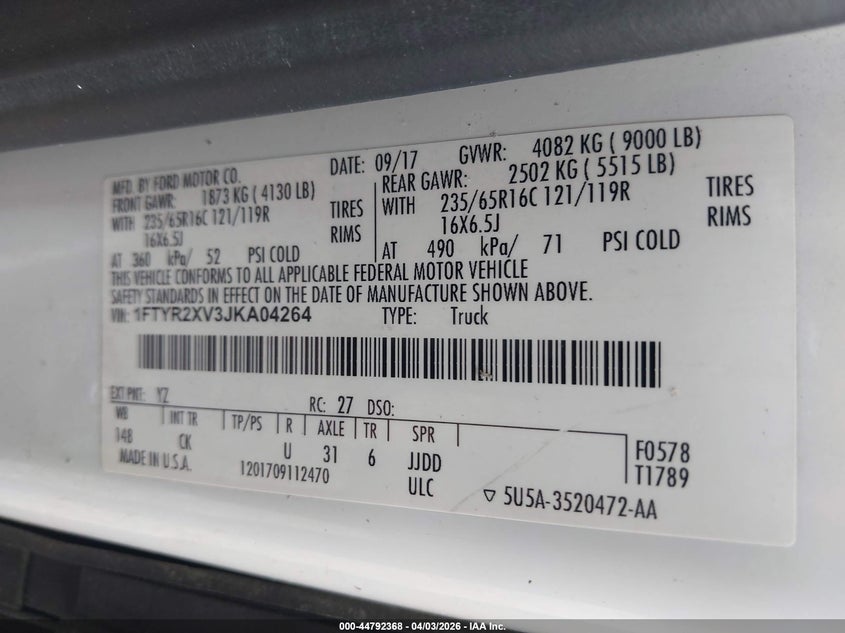 MFD. BY FORD MOTOR CO. DATE: 09/17 GVWR: 4082 KG ( 9000 LB)
FRONT GAWR: 1873 KG ( 4130 LB) REAR GAWR: 2502 KG ( 5515 LB)
WITH 235/65R16C 121/119R TIRES WITH 235/65R16C 121/119R TIRES
16X6.5J RIMS 16X6.5J RIMS
AT 360 kPa/ 52 PSI COLD AT 490 kPa/ 71 PSI COLD
THIS VEHICLE CONFORMS TO ALL APPLICABLE FEDERAL MOTOR VEHICLE
SAFETY STANDARDS IN EFFECT ON THE DATE OF MANUFACTURE SHOWN ABOVE.
VIN: 1FTYR2XV3JKA04264 TYPE: Truck
EXT PNT: YZ RC: 27 DSO:
WB INT TR TP/PS R AXLE TR SPR
148 CK U 31 6 JJDD F0578
MADE IN U.S.A. 1201709112470 ULC T1789
▽ 5U5A-3520472-AA
000-44792368 - 04/03/2026 - IAA Inc.